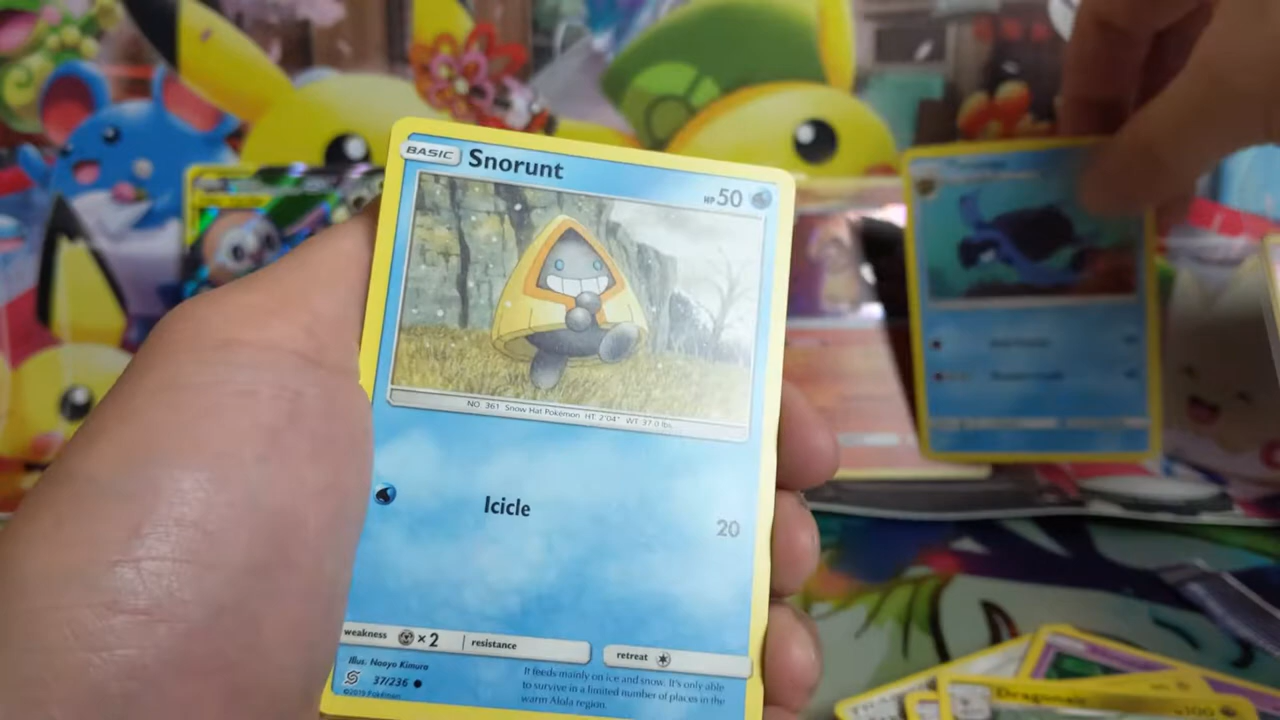 BASIC Snorunt HP 50
NO. 361 Snow Hat Pokémon HT: 2'04" WT: 37.0 lbs.
Icicle 20
weakness ×2 resistance retreat
Illus. Naoyo Kimura
37/236
©2019 Pokémon
It feeds mainly on ice and snow. It's only able
to survive in a limited number of places in the
warm Alola region.
100